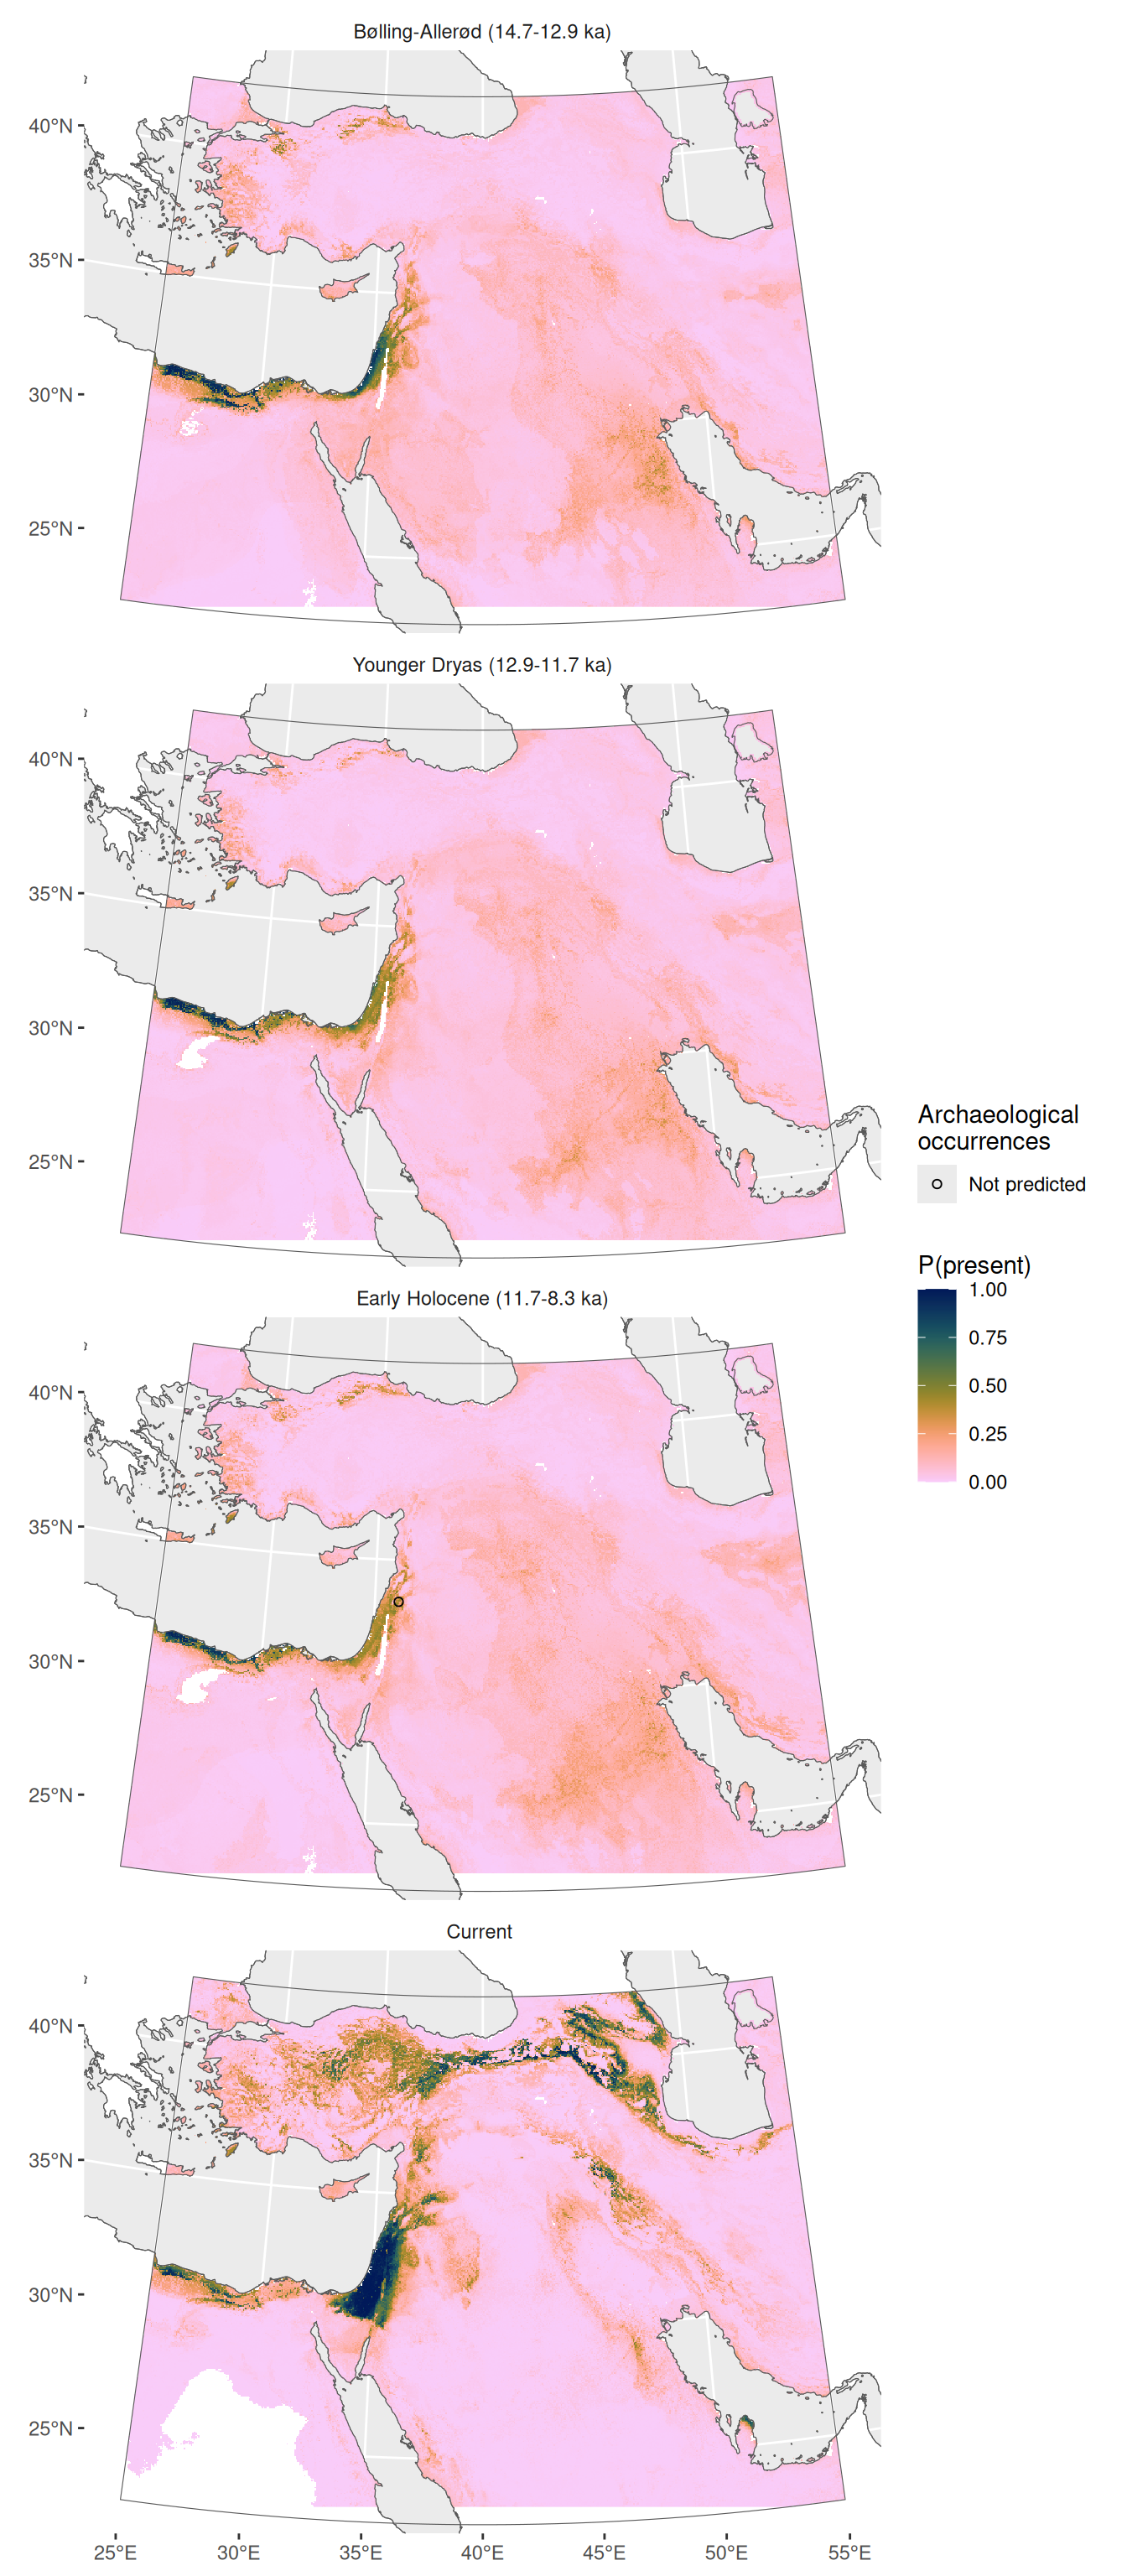 Bølling-Allerød (14.7-12.9 ka)
40°N
35°N
30°N
25°N
Younger Dryas (12.9-11.7 ka)
40°N
35°N
30°N
25°N
Archaeological
occurrences
Not predicted
P(present)
1.00
0.75
0.50
0.25
0.00
Early Holocene (11.7-8.3 ka)
40°N
35°N
30°N
25°N
Current
40°N
35°N
30°N
25°N
25°E 30°E 35°E 40°E 45°E 50°E 55°E